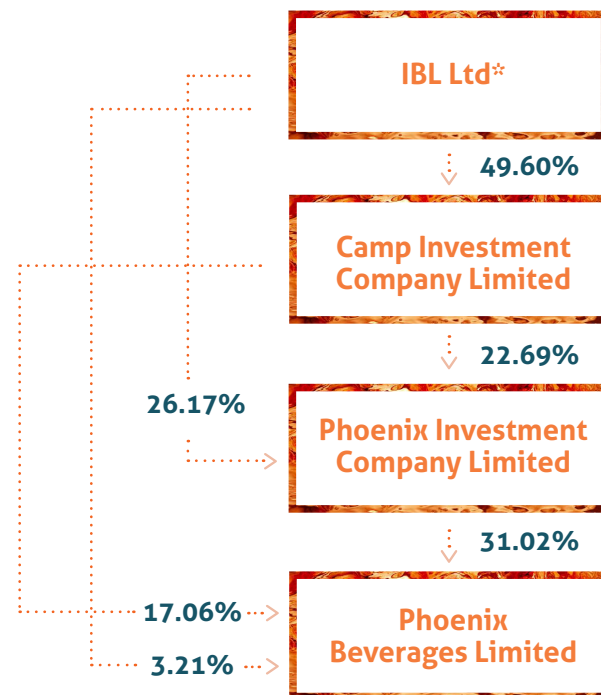 IBL Ltd*
49.60%
Camp Investment
Company Limited
22.69%
26.17%
Phoenix Investment
Company Limited
31.02%
17.06%
Phoenix
Beverages Limited
3.21%